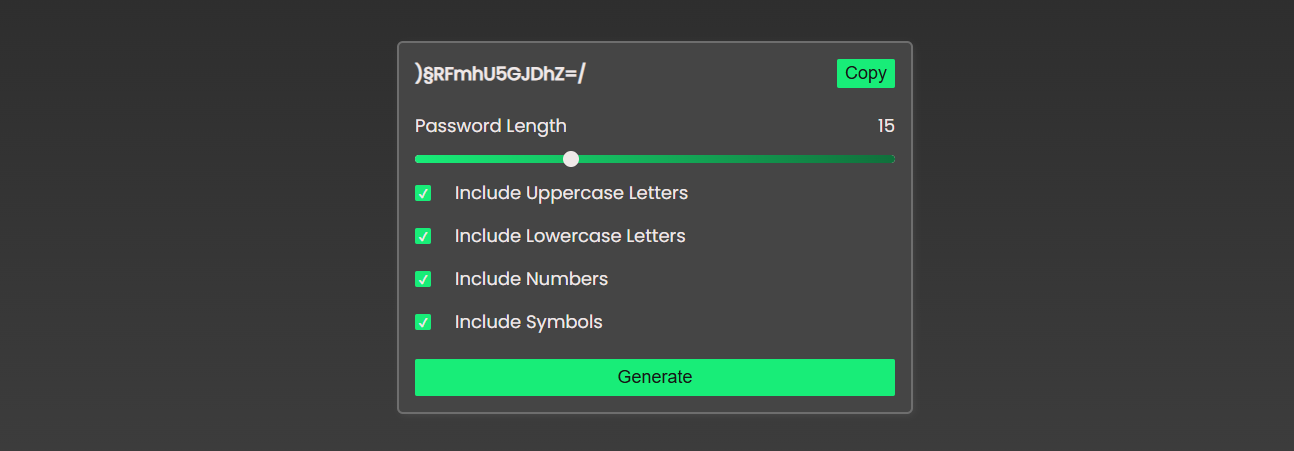 )§RFmhU5GJDhZ=/ Copy
Password Length 15
Include Uppercase Letters
Include Lowercase Letters
Include Numbers
Include Symbols
Generate